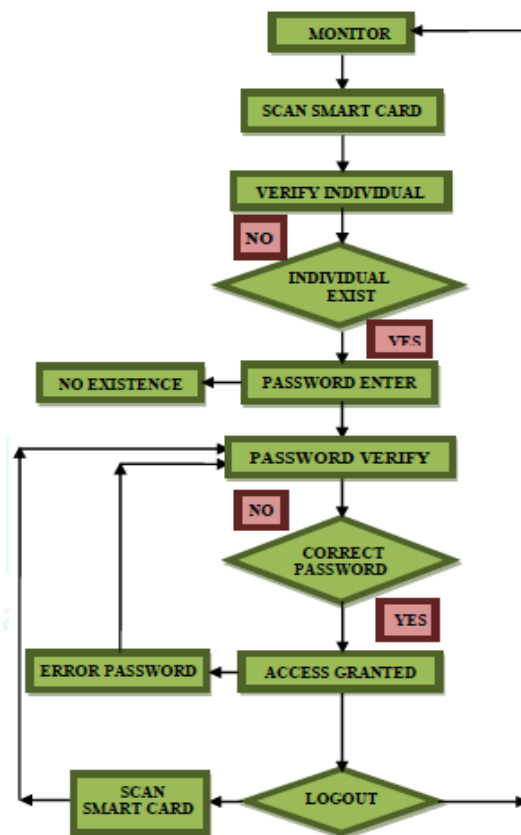 MONITOR
SCAN SMART CARD
VERIFY INDIVIDUAL
NO
INDIVIDUAL
EXIST
YES
NO EXISTENCE
PASSWORD ENTER
PASSWORD VERIFY
NO
CORRECT
PASSWORD
YES
ERROR PASSWORD
ACCESS GRANTED
SCAN
SMART CARD
LOGOUT